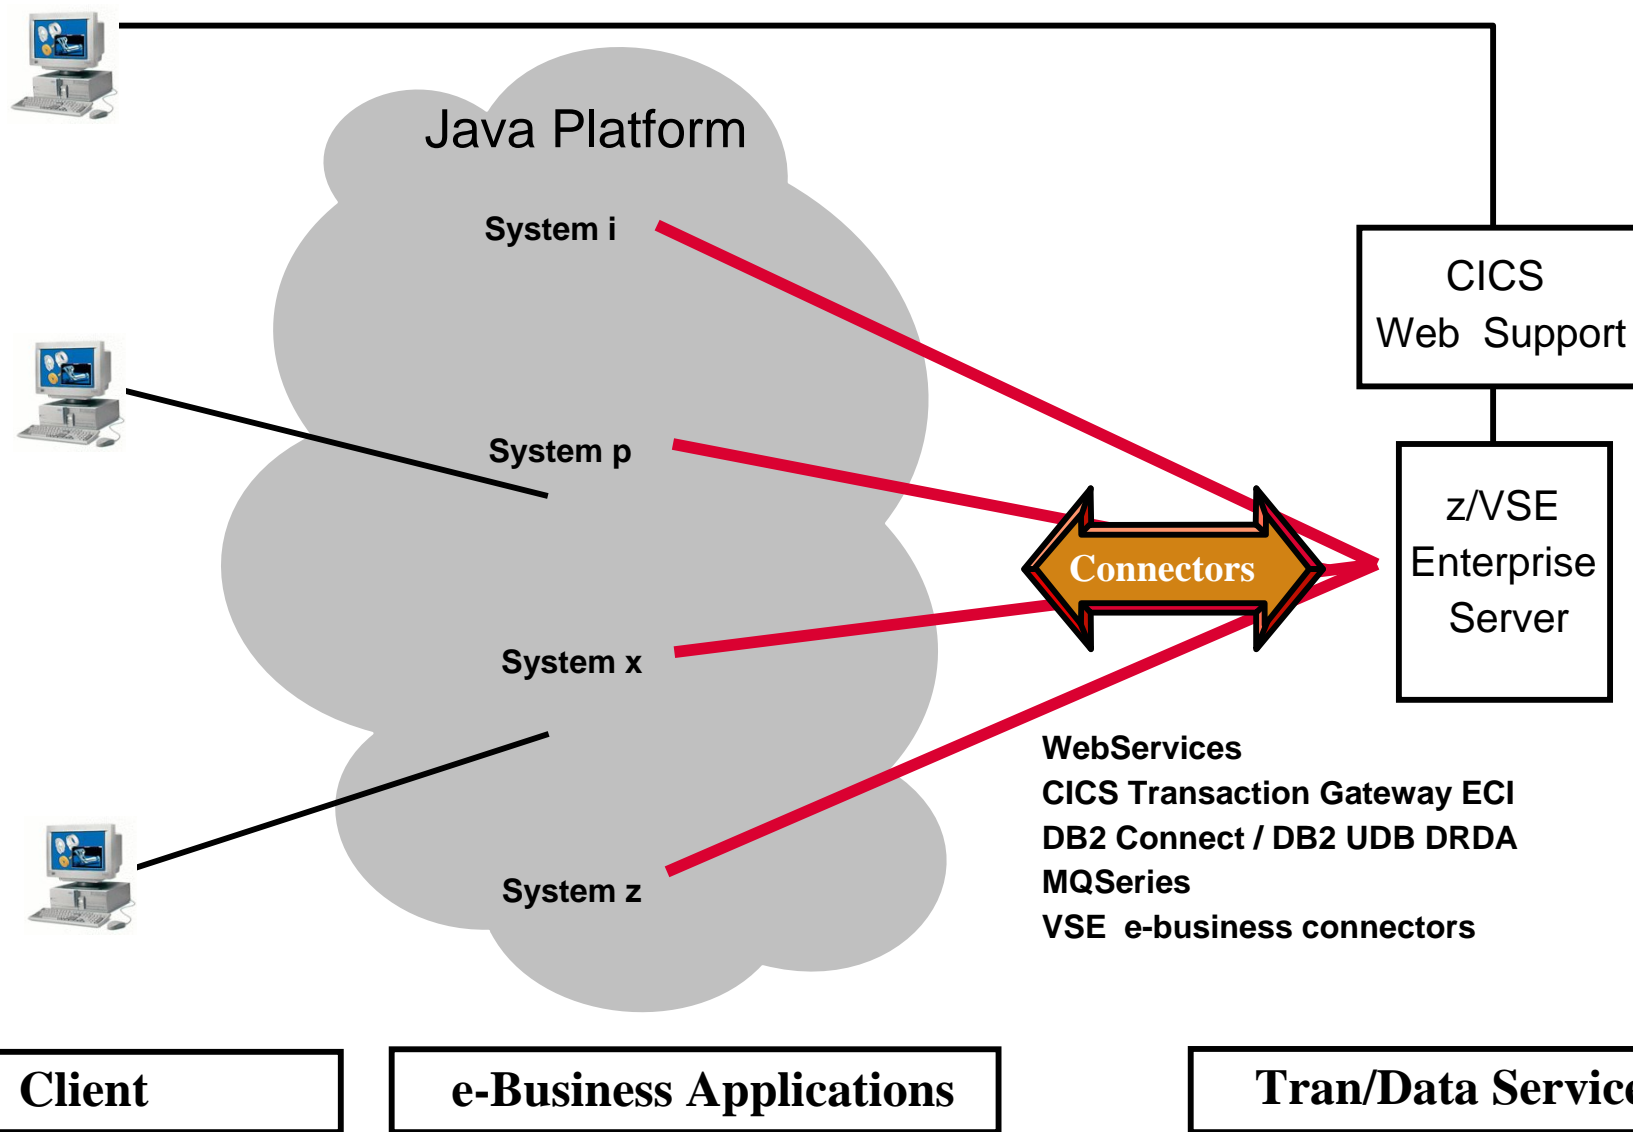 Java Platform
System i
CICS
Web Support
System p
z/VSE
Enterprise
Server
Connectors
System x
WebServices
CICS Transaction Gateway ECI
DB2 Connect / DB2 UDB DRDA
MQSeries
VSE e-business connectors
System z
Client
e-Business Applications
Tran/Data Service